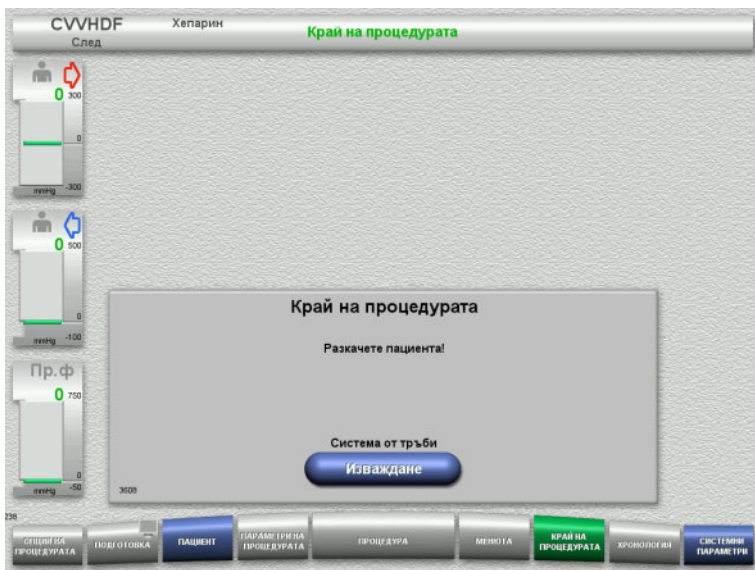 CVVHDF
Хепарин
След
Край на процедурата
0
300
0
mmHg
-300
0
500
0
mmHg
-100
Пр.ф
0
750
0
mmHg
-50
Край на процедурата
Разкачете пациента!
Система от тръби
Изваждане
3608
238
ОПЦИИ НА
ПРОЦЕДУРАТА
ПОДГОТОВКА
ПАЦИЕНТ
ПАРАМЕТРИ НА
ПРОЦЕДУРАТА
ПРОЦЕДУРА
МЕНЮТА
КРАЙ НА
ПРОЦЕДУРАТА
ХРОНОЛОГИЯ
СИСТЕМНИ
ПАРАМЕТРИ